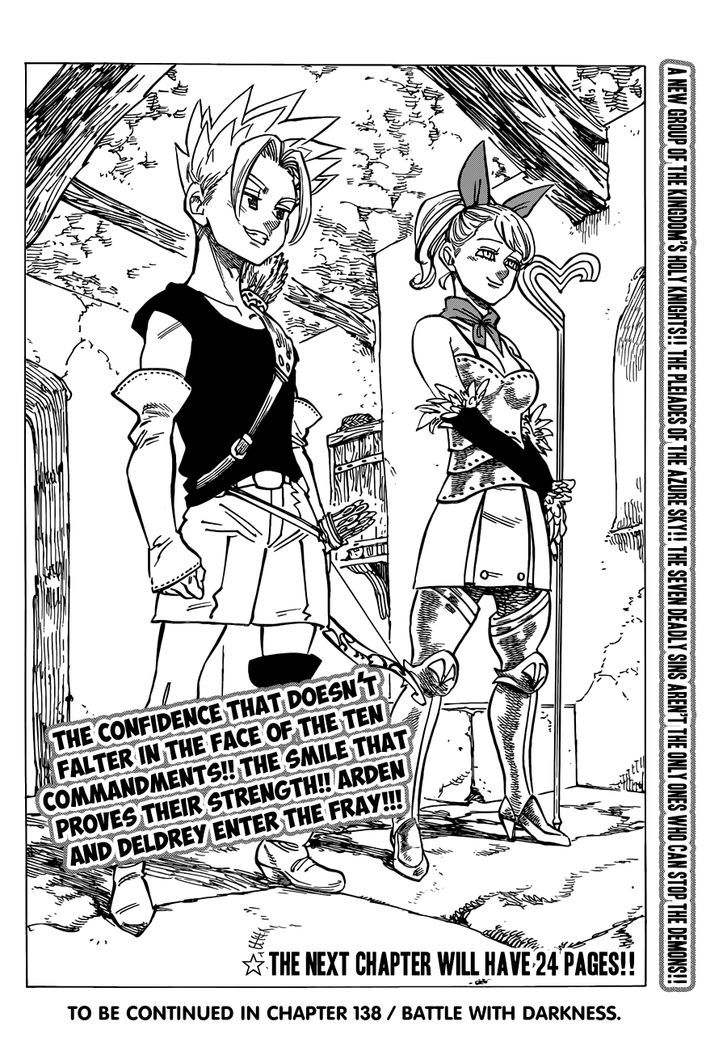 A NEW GROUP OF THE KINGDOM'S HOLY KNIGHTS!! THE PLEIADES OF THE AZURE SKY!! THE SEVEN DEADLY SINS AREN'T THE ONLY ONES WHO CAN STOP THE DEMONS!!
THE CONFIDENCE THAT DOESN'T
FALTER IN THE FACE OF THE TEN
COMMANDMENTS!! THE SMILE THAT
PROVES THEIR STRENGTH!! ARDEN
AND DELDREY ENTER THE FRAY!!!
☆ THE NEXT CHAPTER WILL HAVE 24 PAGES!!
TO BE CONTINUED IN CHAPTER 138 / BATTLE WITH DARKNESS.